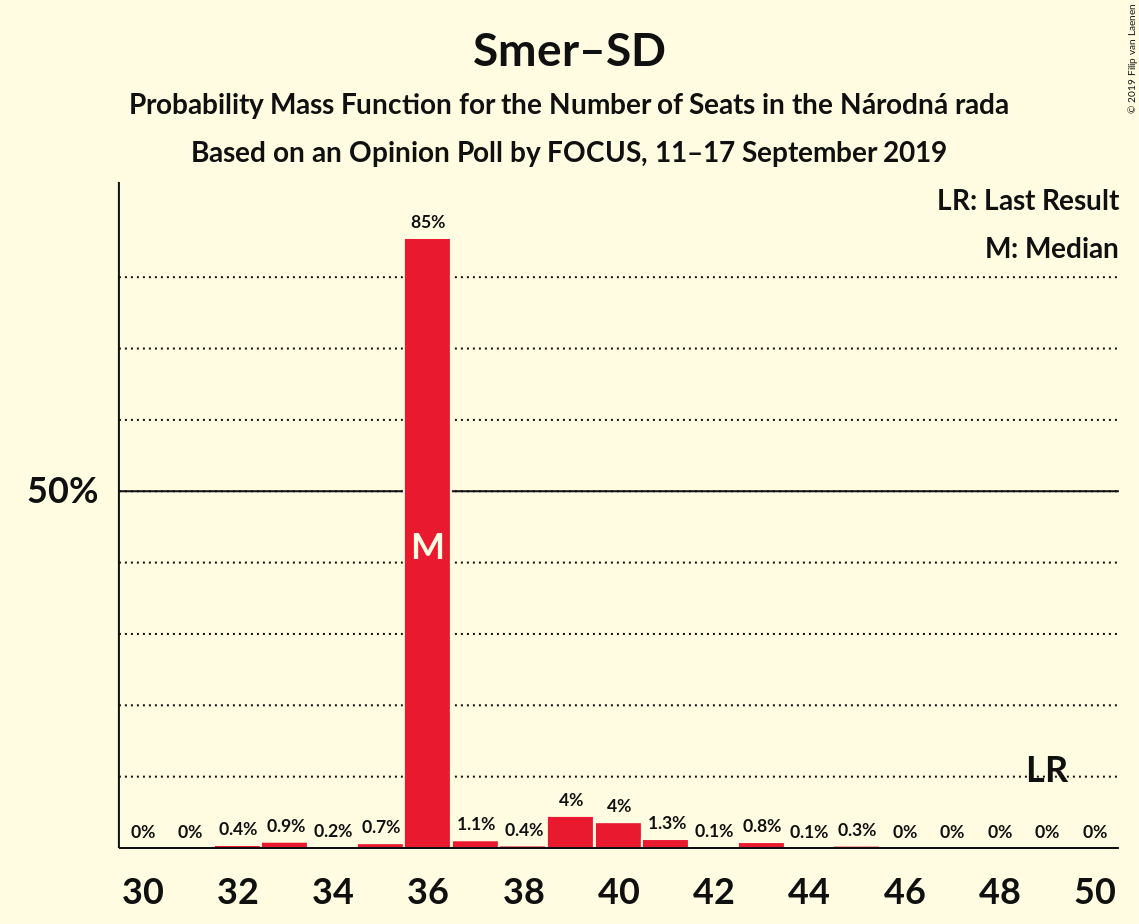 Smer–SD
Probability Mass Function for the Number of Seats in the Národná rada
Based on an Opinion Poll by FOCUS, 11–17 September 2019
© 2019 Filip van Laenen
LR: Last Result
M: Median
85%
50%
M
LR
0% 0% 0.4% 0.9% 0.2% 0.7% 1.1% 0.4% 4% 4% 1.3% 0.1% 0.8% 0.1% 0.3% 0% 0% 0% 0% 0%
30 32 34 36 38 40 42 44 46 48 50